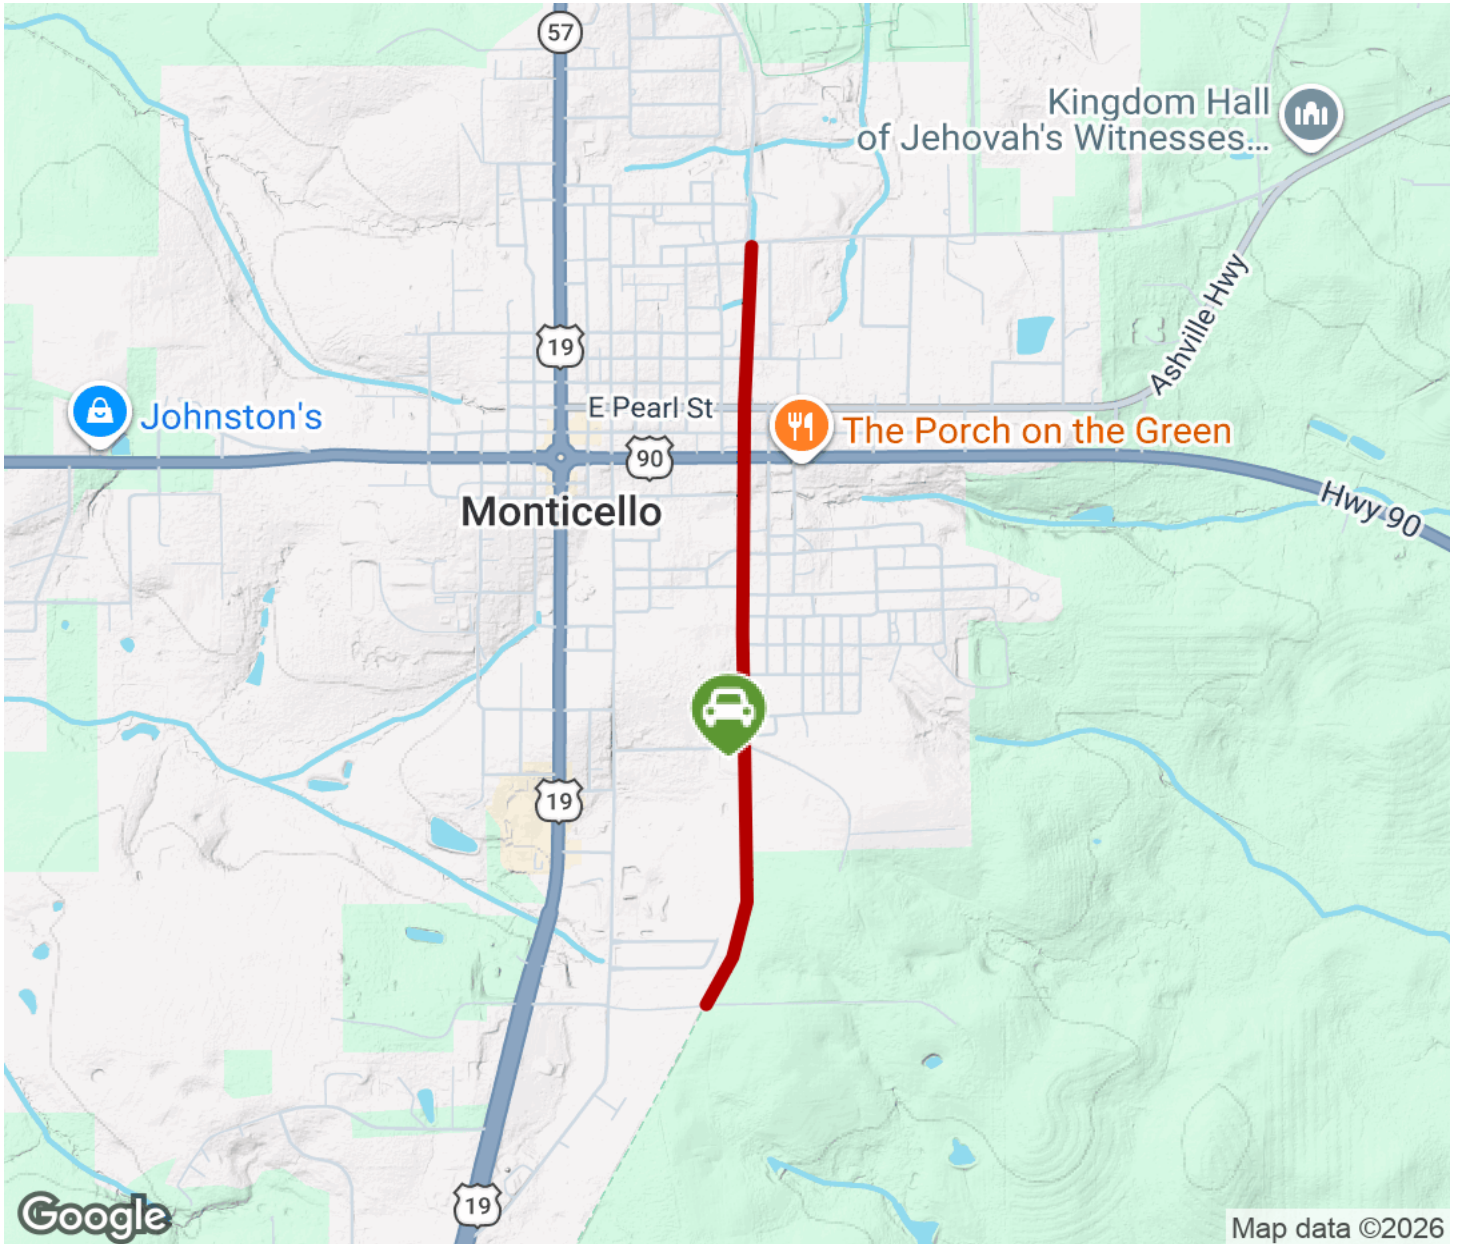 57
Kingdom Hall
of Jehovah's Witnesses...
19
Ashville Hwy
Johnston's
E Pearl St
The Porch on the Green
90
Hwy 90
Monticello
19
19
Google
Map data ©2026